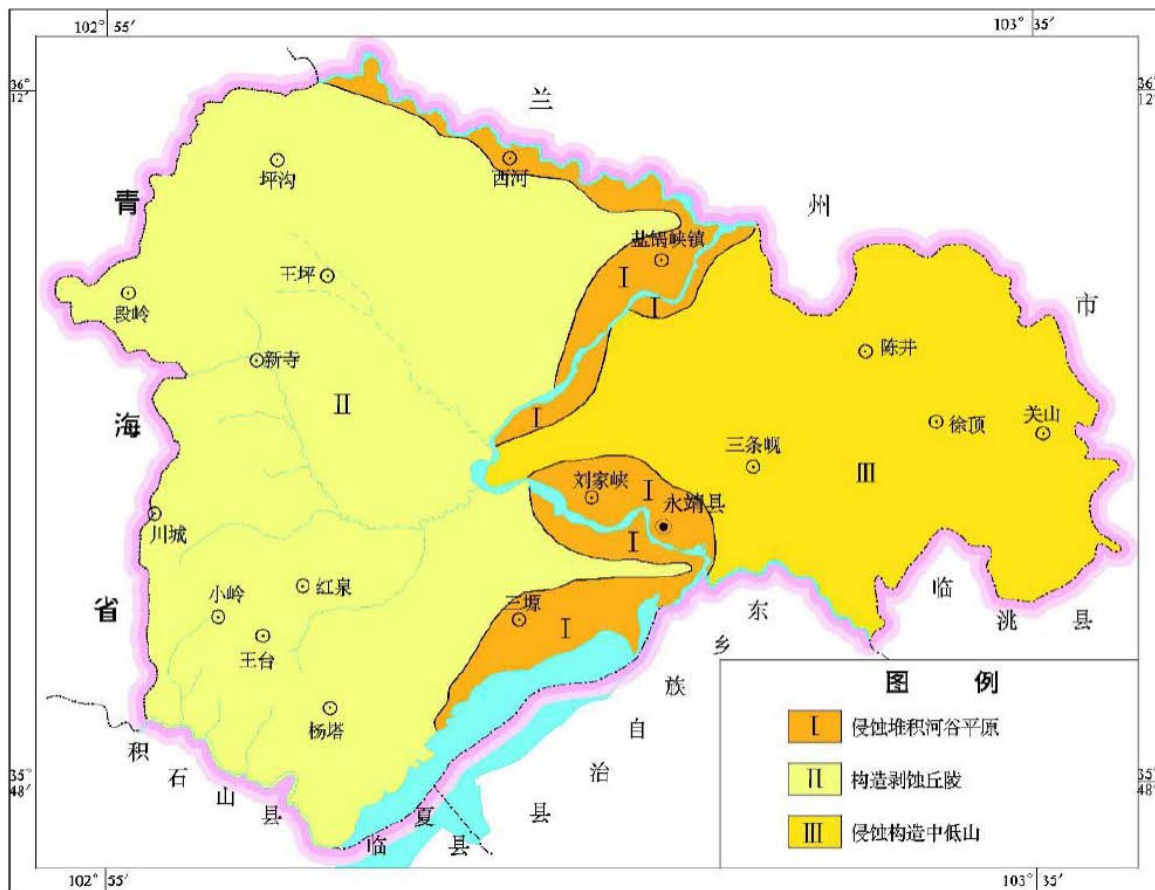 102° 55′
103° 35′
36° 12′
36° 12′
兰
州
市
青
海
省
坪沟
西河
盐锅峡镇
王坪
段岭
I
I
陈井
新寺
II
I
徐顶
关山
三条岘
III
刘家峡
I
永靖县
川城
I
红泉
小岭
三塬
I
王台
杨塔
临
洮
县
东
乡
族
自
治
县
积
石
山
县
临
夏
县
图 例
I 侵蚀堆积河谷平原
II 构造剥蚀丘陵
III 侵蚀构造中低山
35° 48′
35° 48′
102° 55′
103° 35′